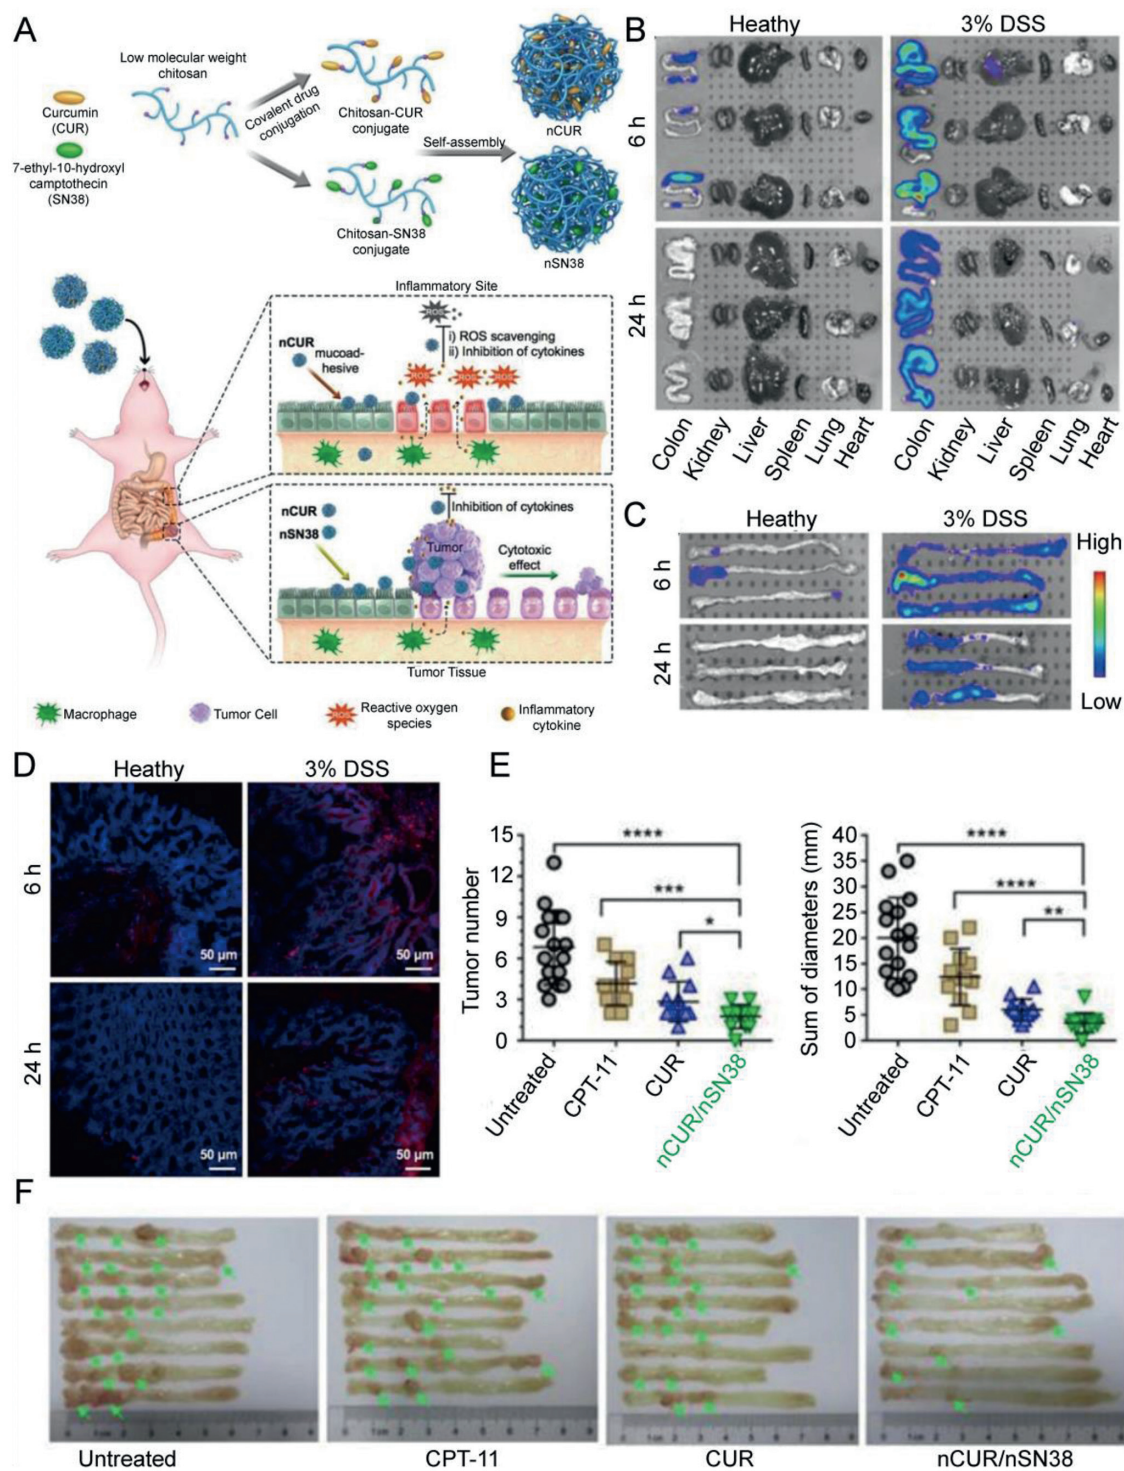 A
Low molecular weight
chitosan
Curcumin
(CUR)
7-ethyl-10-hydroxyl
camptothecin
(SN38)
Covalent drug
conjugation
Chitosan-CUR
conjugate
Chitosan-SN38
conjugate
Self-assembly
nCUR
nSN38
Inflammatory Site
nCUR
mucoad-
hesive
ROS
i) ROS scavenging
ii) Inhibition of cytokines
ROS
ROS
ROS
nCUR
nSN38
Inhibition of cytokines
Tumor
Cytotoxic
effect
Tumor Tissue
Macrophage
Tumor Cell
ROS
Reactive oxygen
species
Inflammatory
cytokine
B
Heathy
3% DSS
6 h
24 h
Colon
Kidney
Liver
Spleen
Lung
Heart
Colon
Kidney
Liver
Spleen
Lung
Heart
C
Heathy
3% DSS
6 h
24 h
High
Low
D
Heathy
3% DSS
6 h
24 h
50 µm
50 µm
50 µm
50 µm
E
Tumor number
15
12
9
6
3
0
****
***
*
Untreated
CPT-11
CUR
nCUR/nSN38
Sum of diameters (mm)
40
35
30
25
20
15
10
5
0
****
****
**
Untreated
CPT-11
CUR
nCUR/nSN38
F
Untreated
CPT-11
CUR
nCUR/nSN38